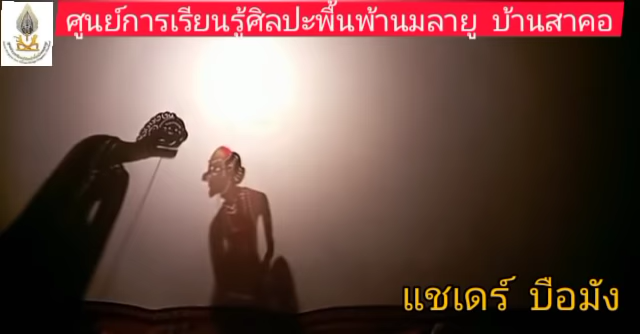 ศูนย์การเรียนรู้ศิลปะพื้นพ้านมลายู บ้านสาคอ
แชเดร์ บือมัง